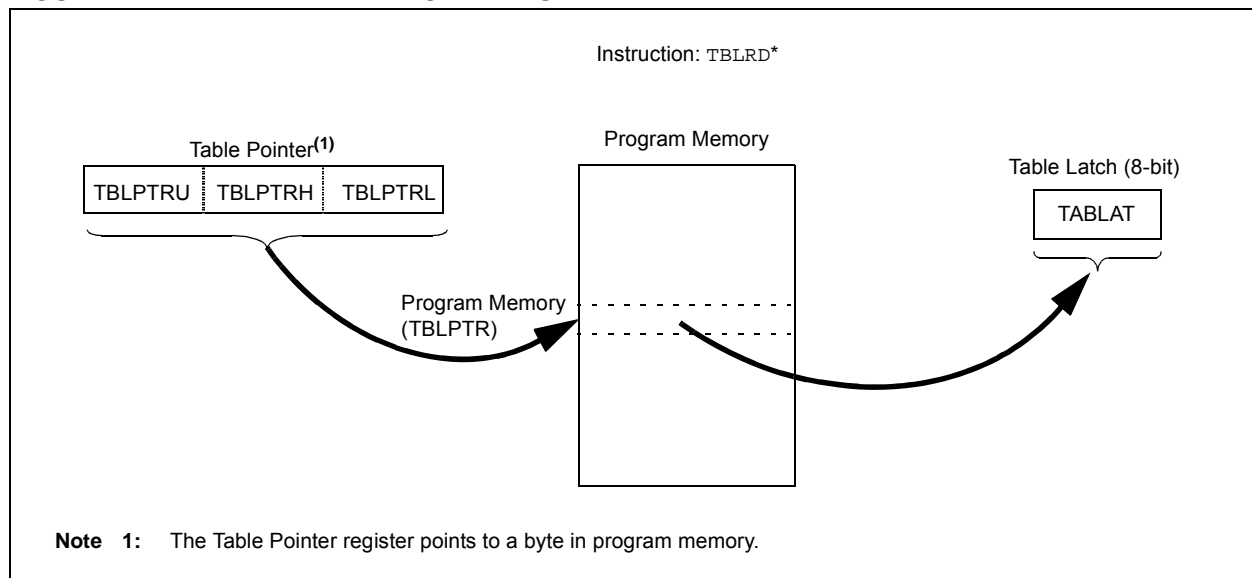 Instruction: TBLRD*
Table Pointer(1)
TBLPTRU TBLPTRH TBLPTRL
Program Memory
Table Latch (8-bit)
TABLAT
Program Memory
(TBLPTR)
Note 1: The Table Pointer register points to a byte in program memory.